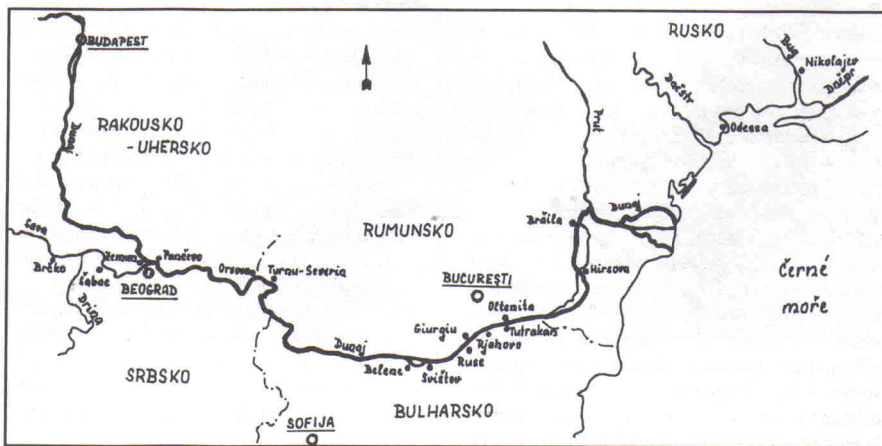 RUSKO
BUDAPEST
Bug
Nikolajev
Dněpr
Dněstr
Odessa
Prut
RAKOUSKO
-UHERSKO
Dunaj
Dunaj
Brăila
RUMUNSKO
Sava
Zemun
Pančevo
Orsova
Turnu-Severin
Hirsova
Brčko
Šabac
BEOGRAD
BUCUREŞTI
ČERNÉ
MOŘE
Drina
Oltenita
Giurgiu
Tutrakan
Rjahovo
Ruse
Dunaj
Belene
Svištov
SRBSKO
BULHARSKO
SOFIJA